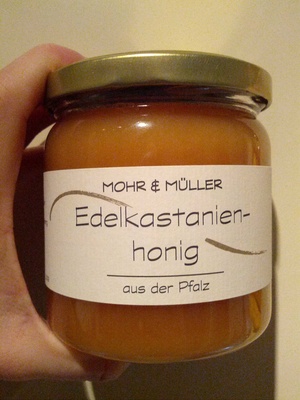 MOHR & MÜLLER
Edelkastanien-
honig
aus der Pfalz